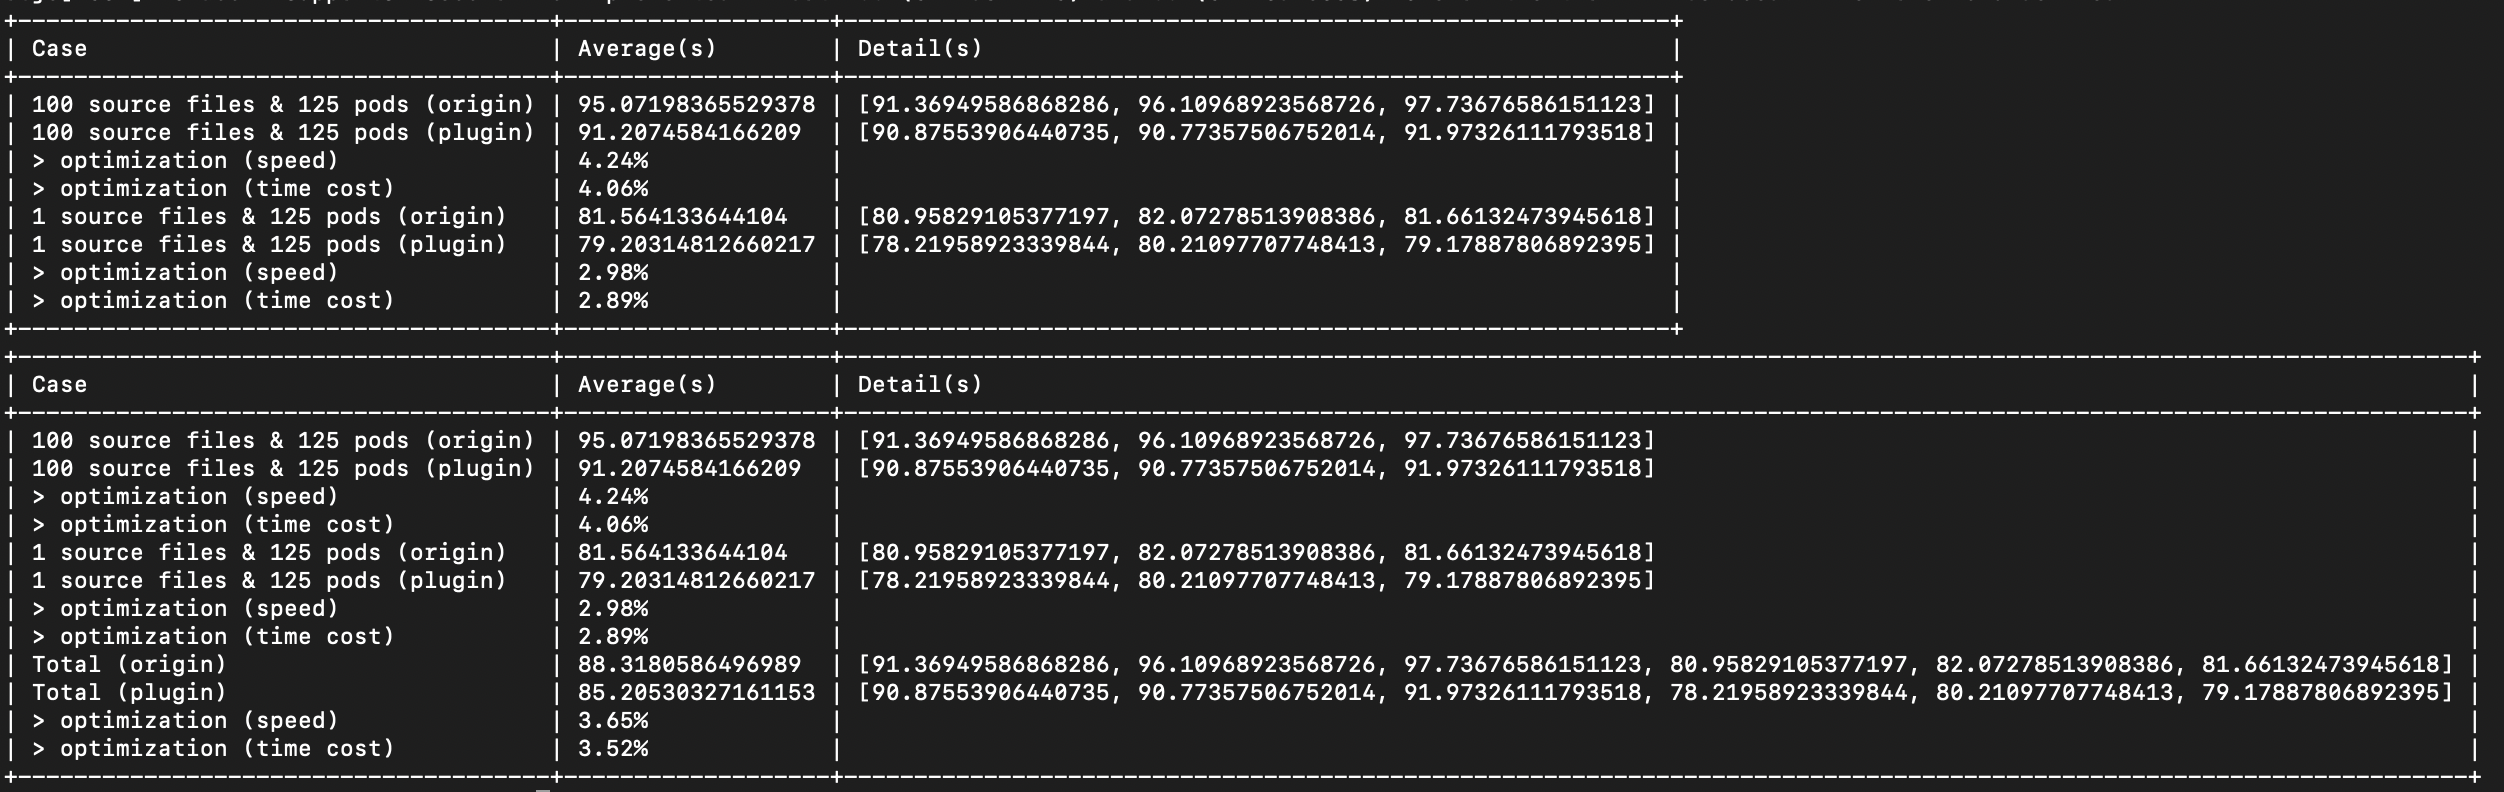 +--------------------------------------+-------------------+-----------------------------------------------------------+
| Case | Average(s) | Detail(s) |
+--------------------------------------+-------------------+-----------------------------------------------------------+
| 100 source files & 125 pods (origin) | 95.07198365529378 | [91.36949586868286, 96.10968923568726, 97.73676586151123] |
| 100 source files & 125 pods (plugin) | 91.2074584166209 | [90.87553906440735, 90.77357506752014, 91.97326111793518] |
| > optimization (speed) | 4.24% | |
| > optimization (time cost) | 4.06% | |
| 1 source files & 125 pods (origin) | 81.564133644104 | [80.95829105377197, 82.07278513908386, 81.66132473945618] |
| 1 source files & 125 pods (plugin) | 79.20314812660217 | [78.21958923339844, 80.21097707748413, 79.17887806892395] |
| > optimization (speed) | 2.98% | |
| > optimization (time cost) | 2.89% | |
+--------------------------------------+-------------------+-----------------------------------------------------------+
+--------------------------------------+-------------------+--------------------------------------------------------------------------------------------------------------------+
| Case | Average(s) | Detail(s) |
+--------------------------------------+-------------------+--------------------------------------------------------------------------------------------------------------------+
| 100 source files & 125 pods (origin) | 95.07198365529378 | [91.36949586868286, 96.10968923568726, 97.73676586151123] |
| 100 source files & 125 pods (plugin) | 91.2074584166209 | [90.87553906440735, 90.77357506752014, 91.97326111793518] |
| > optimization (speed) | 4.24% | |
| > optimization (time cost) | 4.06% | |
| 1 source files & 125 pods (origin) | 81.564133644104 | [80.95829105377197, 82.07278513908386, 81.66132473945618] |
| 1 source files & 125 pods (plugin) | 79.20314812660217 | [78.21958923339844, 80.21097707748413, 79.17887806892395] |
| > optimization (speed) | 2.98% | |
| > optimization (time cost) | 2.89% | |
| Total (origin) | 88.3180586496989 | [91.36949586868286, 96.10968923568726, 97.73676586151123, 80.95829105377197, 82.07278513908386, 81.66132473945618] |
| Total (plugin) | 85.20530327161153 | [90.87553906440735, 90.77357506752014, 91.97326111793518, 78.21958923339844, 80.21097707748413, 79.17887806892395] |
| > optimization (speed) | 3.65% | |
| > optimization (time cost) | 3.52% | |
+--------------------------------------+-------------------+--------------------------------------------------------------------------------------------------------------------+